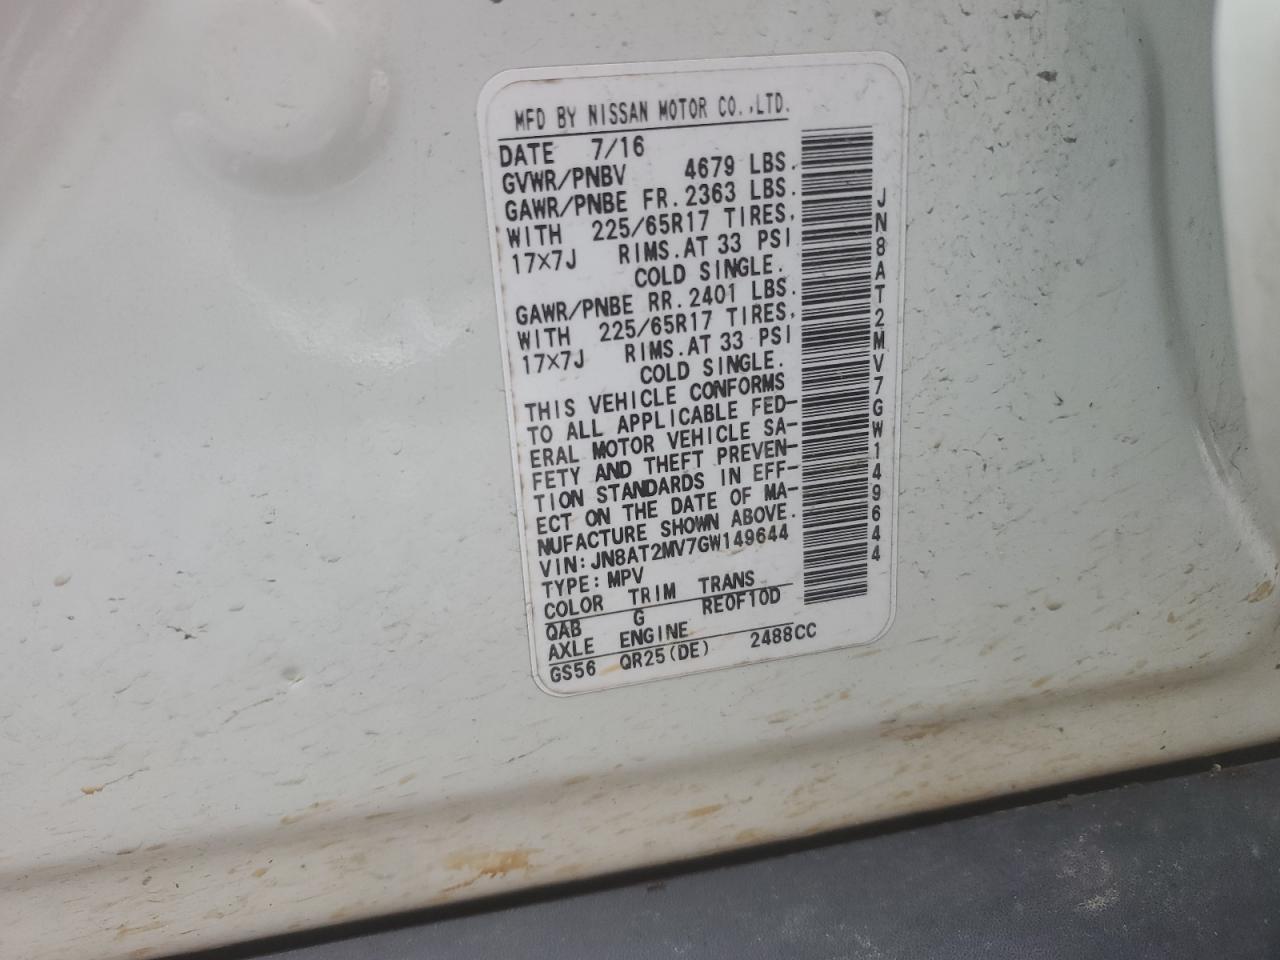 MFD BY NISSAN MOTOR CO.,LTD.
DATE 7/16
GVWR/PNBV 4679 LBS.
GAWR/PNBE FR. 2363 LBS.
WITH 225/65R17 TIRES,
17×7J RIMS. AT 33 PSI
COLD SINGLE.
GAWR/PNBE RR. 2401 LBS.
WITH 225/65R17 TIRES,
17×7J RIMS. AT 33 PSI
COLD SINGLE.
THIS VEHICLE CONFORMS
TO ALL APPLICABLE FED-
ERAL MOTOR VEHICLE SA-
FETY AND THEFT PREVEN-
TION STANDARDS IN EFF-
ECT ON THE DATE OF MA-
NUFACTURE SHOWN ABOVE.
VIN: JN8AT2MV7GW149644
TYPE: MPV
COLOR TRIM TRANS
QAB G RE0F10D
AXLE ENGINE
GS56 QR25(DE) 2488CC
JN8AT2MV7GW149644